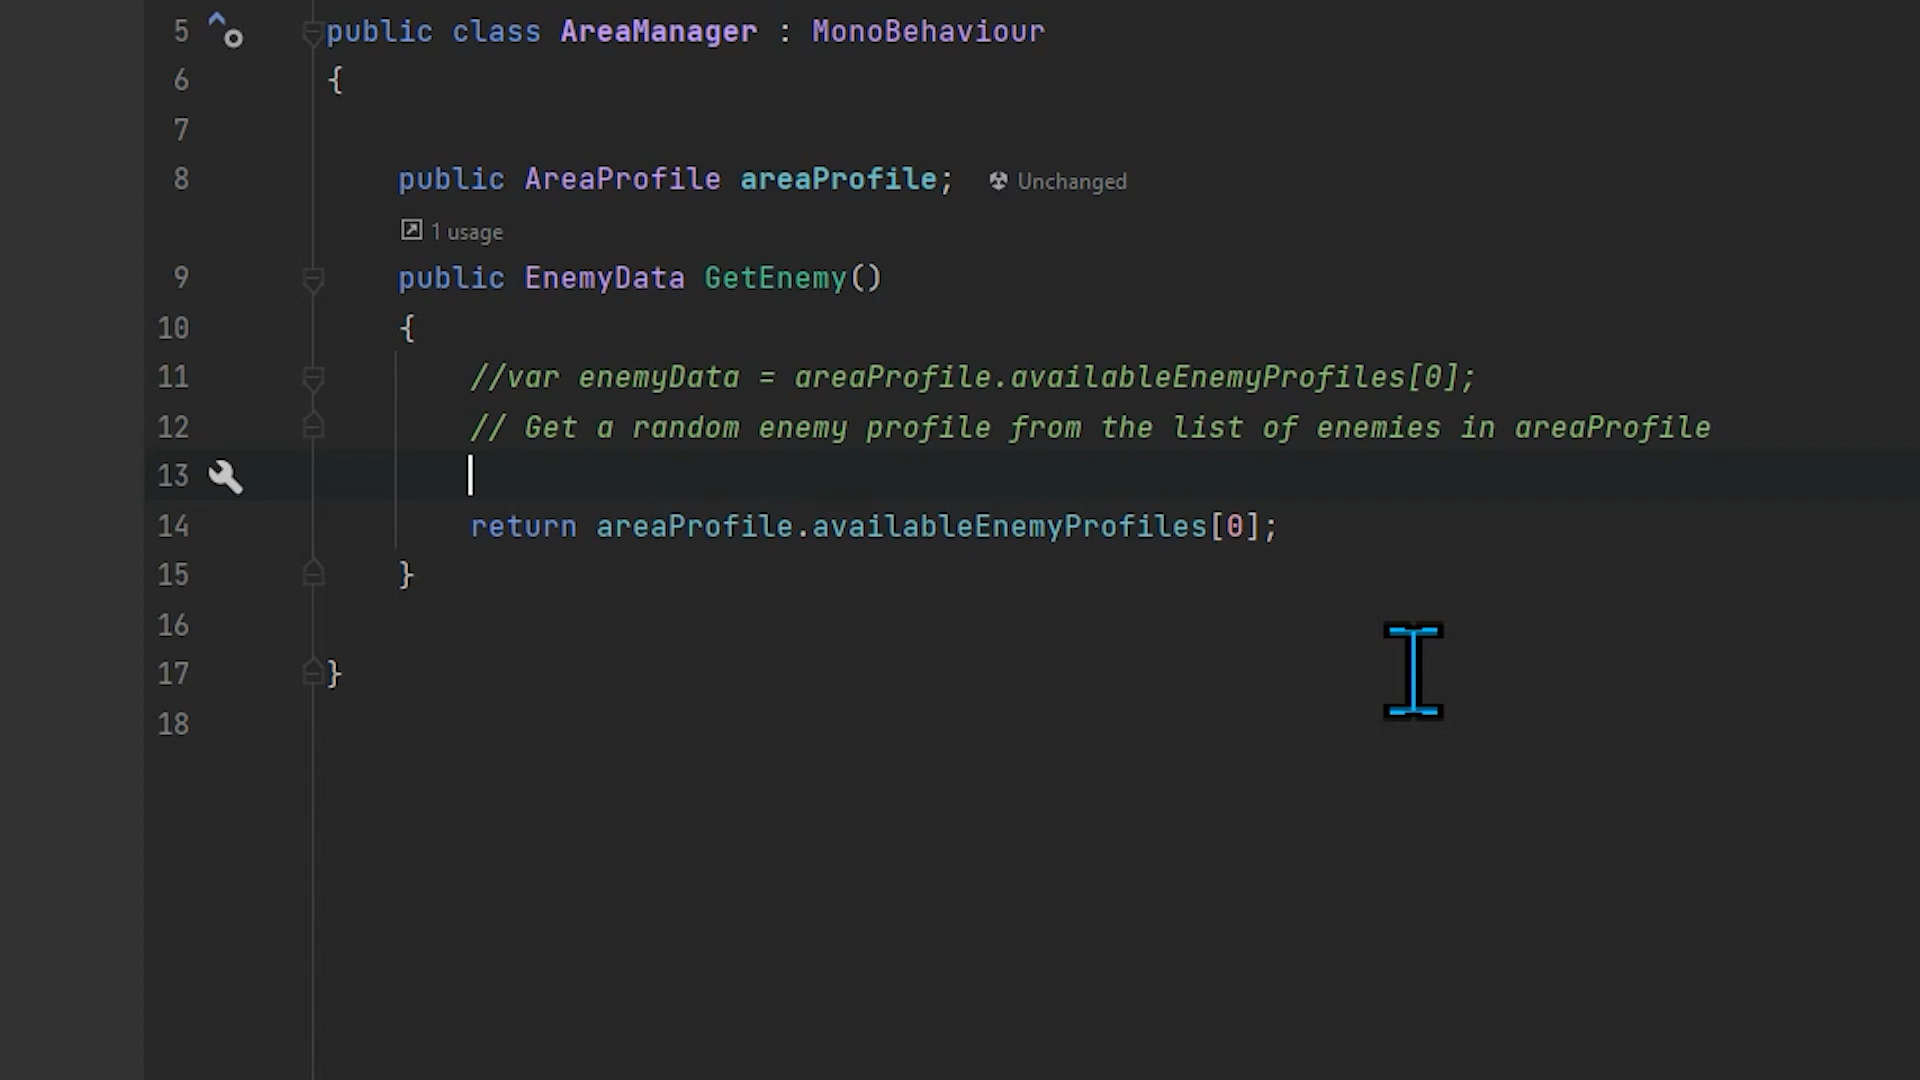 5 public class AreaManager : MonoBehaviour
6 {
7
8 public AreaProfile areaProfile; Unchanged
1 usage
9 public EnemyData GetEnemy()
10 {
11 //var enemyData = areaProfile.availableEnemyProfiles[0];
12 // Get a random enemy profile from the list of enemies in areaProfile
13
14 return areaProfile.availableEnemyProfiles[0];
15 }
16
17 }
18